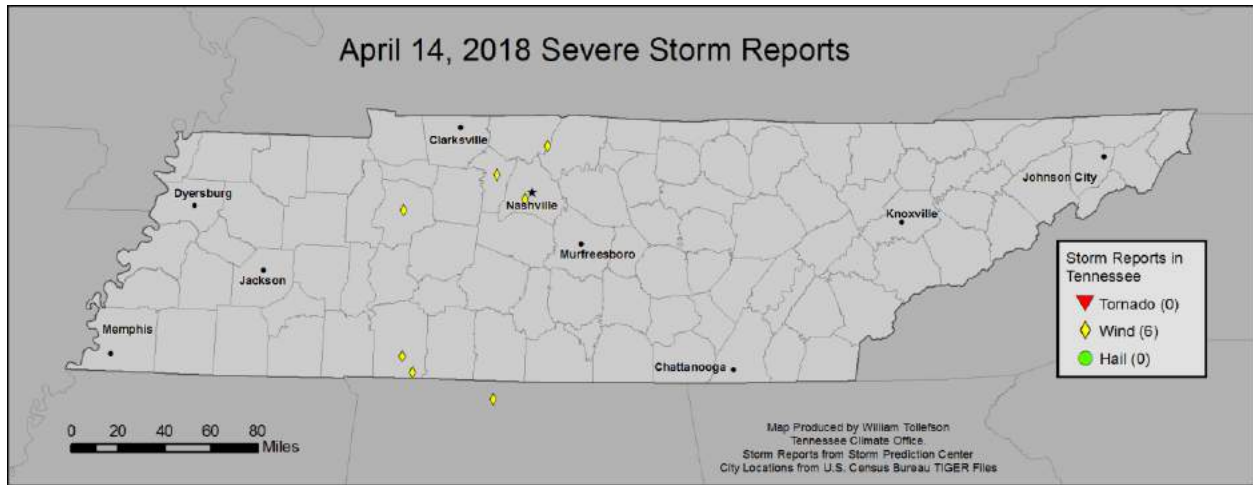 April 14, 2018 Severe Storm Reports
Clarksville
Johnson City
Dyersburg
Nashville
Knoxville
Murfreesboro
Jackson
Storm Reports in
Tennessee
Tornado (0)
Wind (6)
Hail (0)
Memphis
Chattanooga
0 20 40 60 80
Miles
Map Produced by William Tollefson
Tennessee Climate Office.
Storm Reports from Storm Prediction Center
City Locations from U.S. Census Bureau TIGER Files